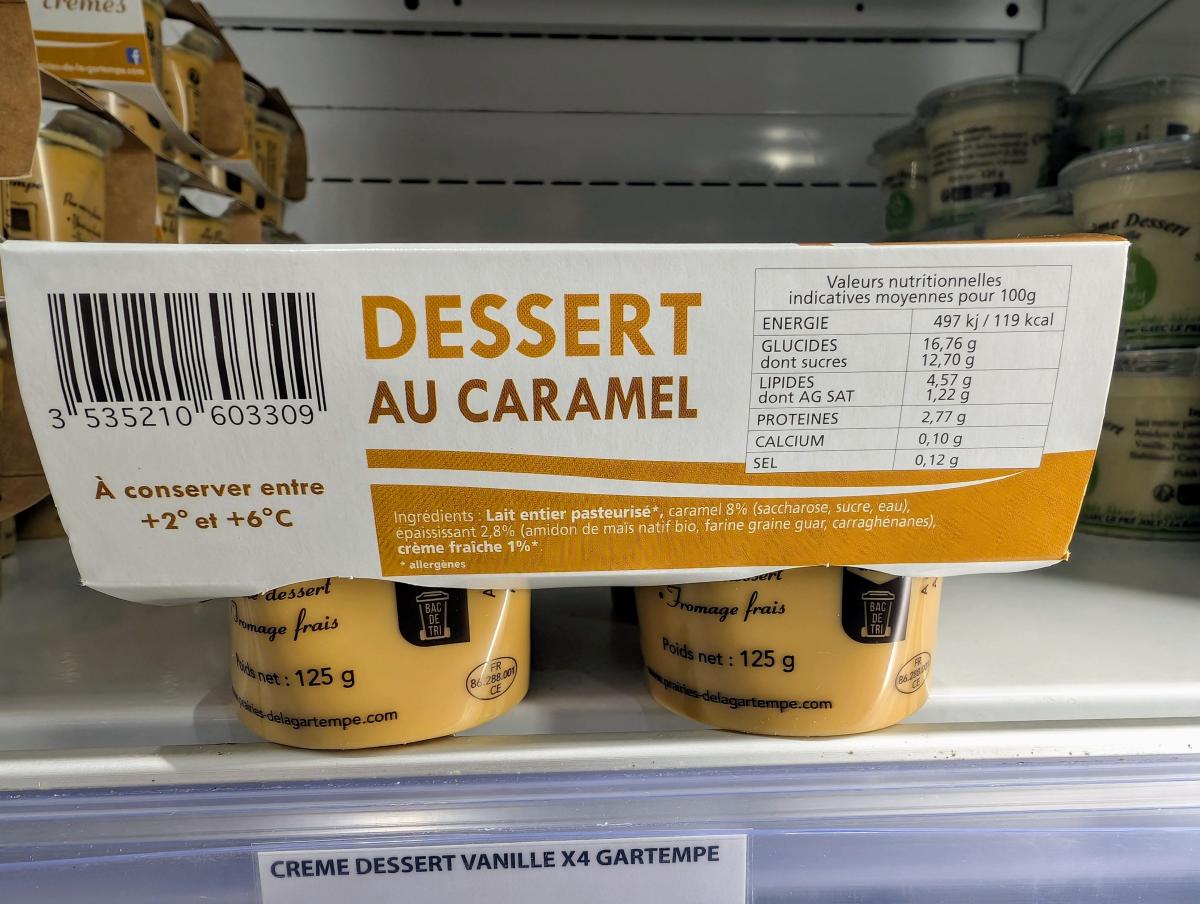 crèmes
DESSERT
AU CARAMEL
3 535210 603309
À conserver entre
+2° et +6°C
Valeurs nutritionnelles
indicatives moyennes pour 100g
ENERGIE 497 kj / 119 kcal
GLUCIDES 16,76 g
dont sucres 12,70 g
LIPIDES 4,57 g
dont AG SAT 1,22 g
PROTEINES 2,77 g
CALCIUM 0,10 g
SEL 0,12 g
Ingrédients : Lait entier pasteurisé*, caramel 8% (saccharose, sucre, eau),
épaississant 2,8% (amidon de maïs natif bio, farine graine guar, carraghénanes),
crème fraîche 1%*
* allergènes
dessert
Fromage frais
BAC
DE
TRI
Poids net : 125 g
FR
86.288.001
CE
prairies-delagartempe.com
dessert
Fromage frais
BAC
DE
TRI
Poids net : 125 g
FR
86.288.001
CE
prairies-delagartempe.com
Dessert
CREME DESSERT VANILLE X4 GARTEMPE